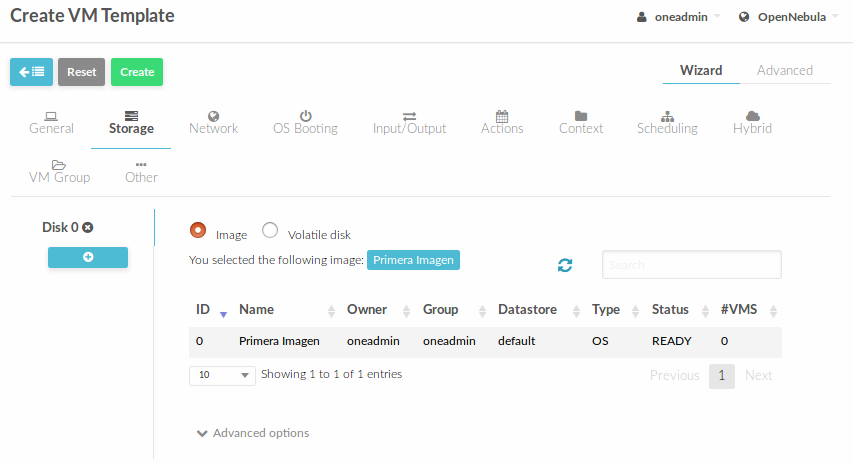 Create VM Template
oneadmin OpenNebula
Reset Create Wizard Advanced
General Storage Network OS Booting Input/Output Actions Context Scheduling Hybrid
VM Group Other
Disk 0
Image Volatile disk
You selected the following image: Primera Imagen
Search
ID Name Owner Group Datastore Type Status #VMS
0 Primera Imagen oneadmin oneadmin default OS READY 0
10 Showing 1 to 1 of 1 entries Previous 1 Next
Advanced options